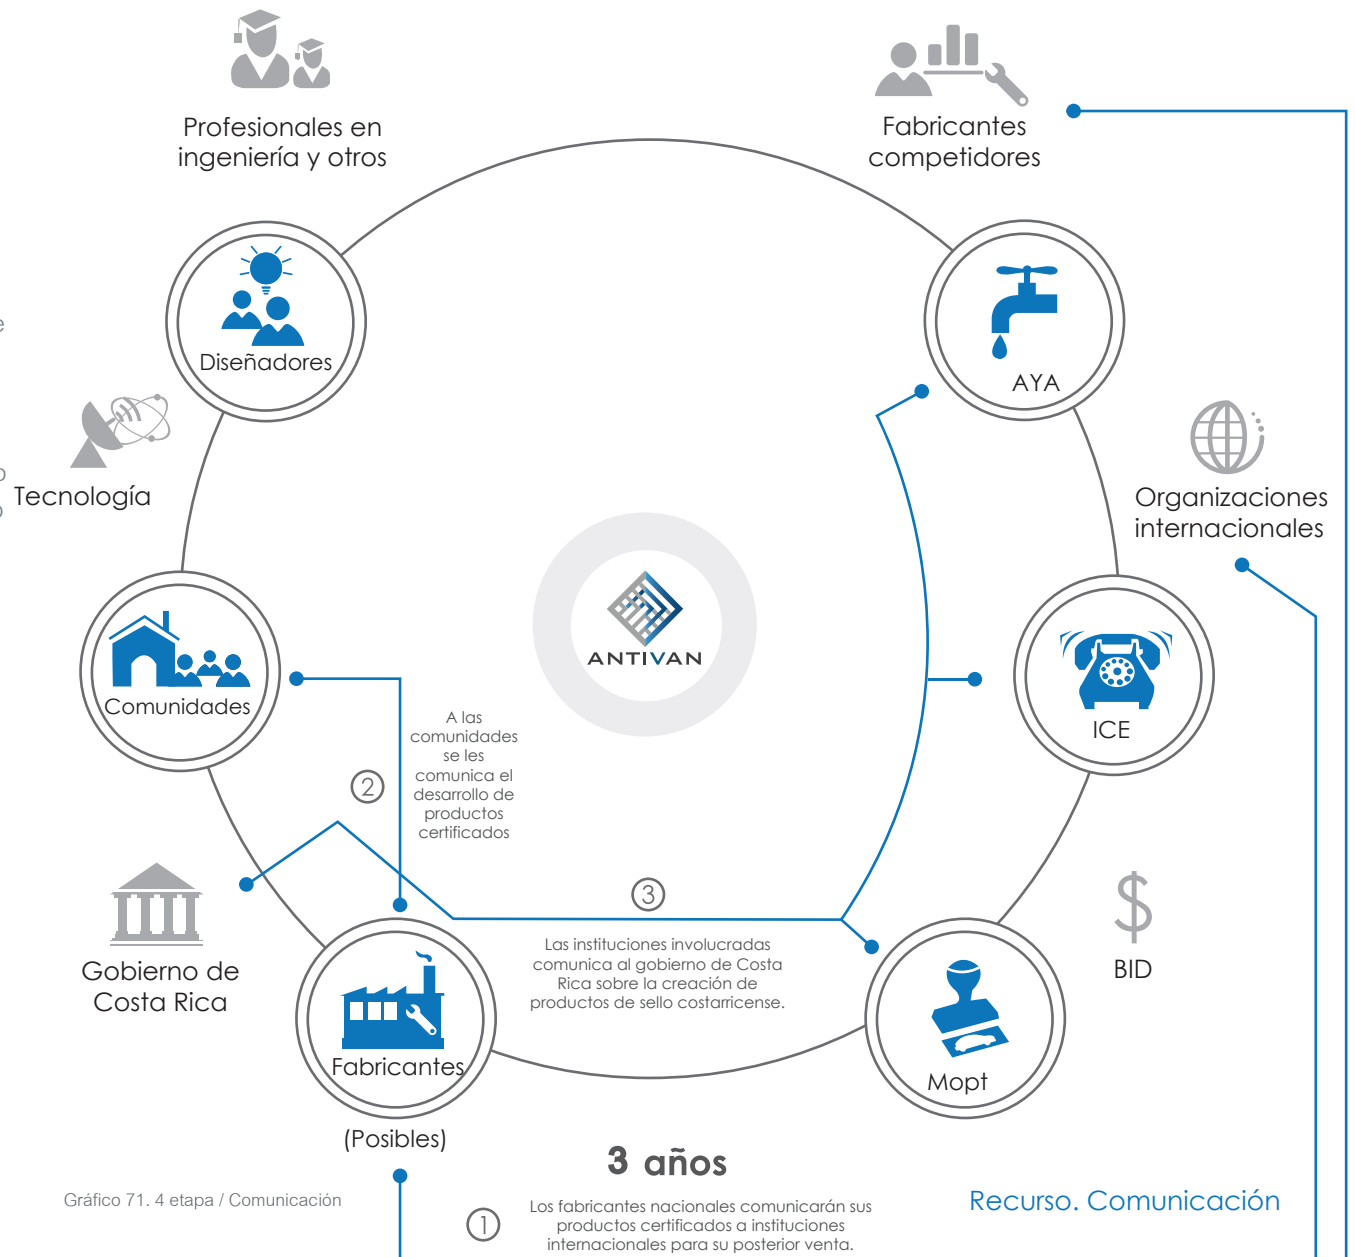 Profesionales en
ingeniería y otros
Fabricantes
competidores
Diseñadores
AYA
e
Tecnología
o
o
Organizaciones
internacionales
ANTIVAN
Comunidades
ICE
A las
comunidades
se les
comunica el
desarrollo de
productos
certificados
2
3
Las instituciones involucradas
comunica al gobierno de Costa
Rica sobre la creación de
productos de sello costarricense.
Gobierno de
Costa Rica
BID
Fabricantes
(Posibles)
Mopt
3 años
Gráfico 71. 4 etapa / Comunicación
1
Los fabricantes nacionales comunicarán sus
productos certificados a instituciones
internacionales para su posterior venta.
Recurso. Comunicación